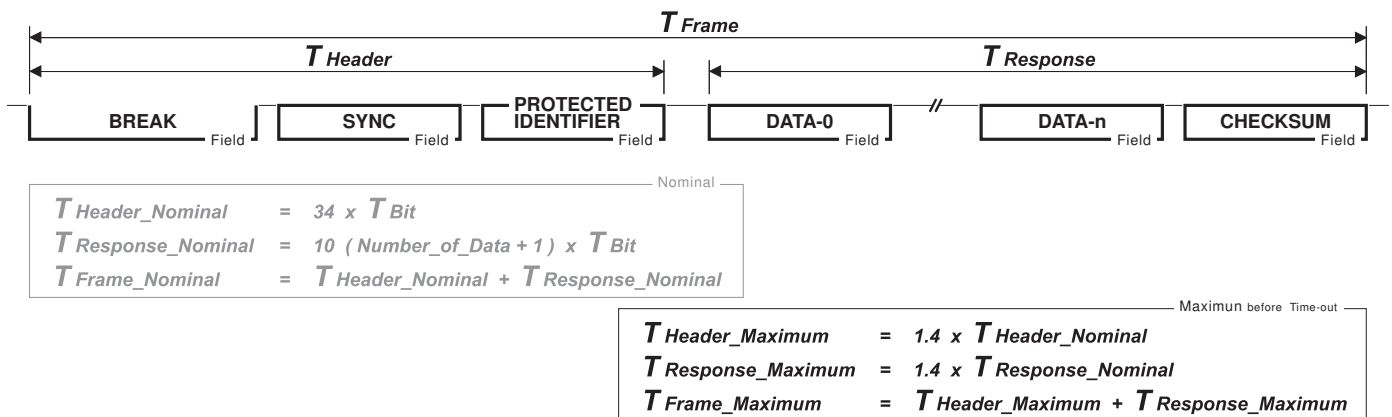 T Frame
T Header T Response
BREAK Field SYNC Field PROTECTED IDENTIFIER Field DATA-0 Field // DATA-n Field CHECKSUM Field
Nominal
T Header_Nominal = 34 x T Bit
T Response_Nominal = 10 ( Number_of_Data + 1 ) x T Bit
T Frame_Nominal = T Header_Nominal + T Response_Nominal
Maximun before Time-out
T Header_Maximum = 1.4 x T Header_Nominal
T Response_Maximum = 1.4 x T Response_Nominal
T Frame_Maximum = T Header_Maximum + T Response_Maximum